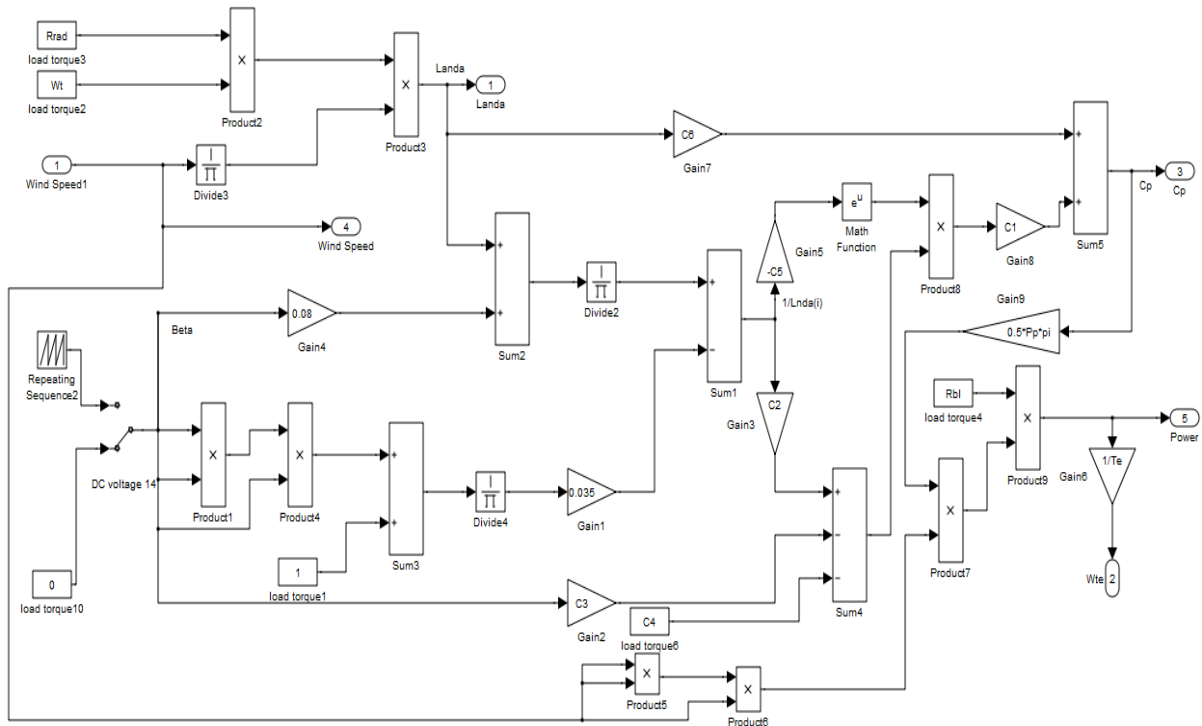 Rrad
load torque3
Wt
load torque2
X
Product2
X
Product3
Landa
1
Landa
1
Wind Speed1
1
Π
Divide3
4
Wind Speed
C6
Gain7
+
+
Sum5
Cp
3
Cp
e^u
Math
Function
-C5
Gain5
X
Product8
C1
Gain8
+
+
Sum2
1
Π
Divide2
+
−
Sum1
1/Lnda(i)
Gain9
0.5*Pp*pi
Beta
0.08
Gain4
Repeating
Sequence2
DC voltage 14
X
Product1
X
Product4
+
+
Sum3
1
Π
Divide4
0.035
Gain1
C2
Gain3
+
−
−
Sum4
Rbl
load torque4
X
Product9
5
Power
1/Te
Gain6
X
Product7
Wte
2
0
load torque10
1
load torque1
C3
Gain2
C4
load torque6
X
Product5
X
Product6